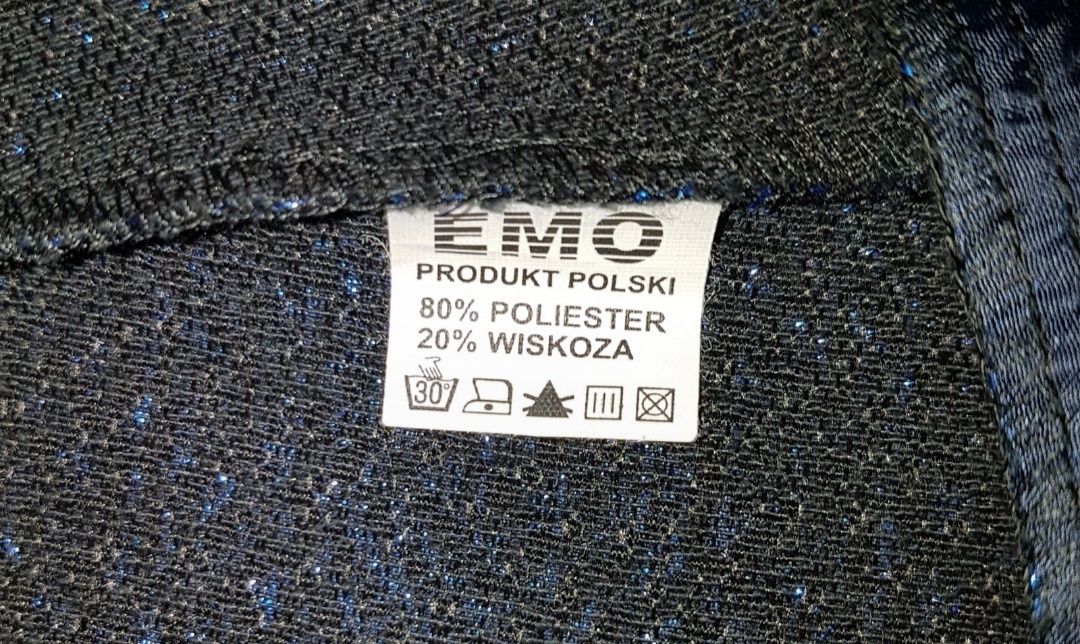 EMO
PRODUKT POLSKI
80% POLIESTER
20% WISKOZA
30°